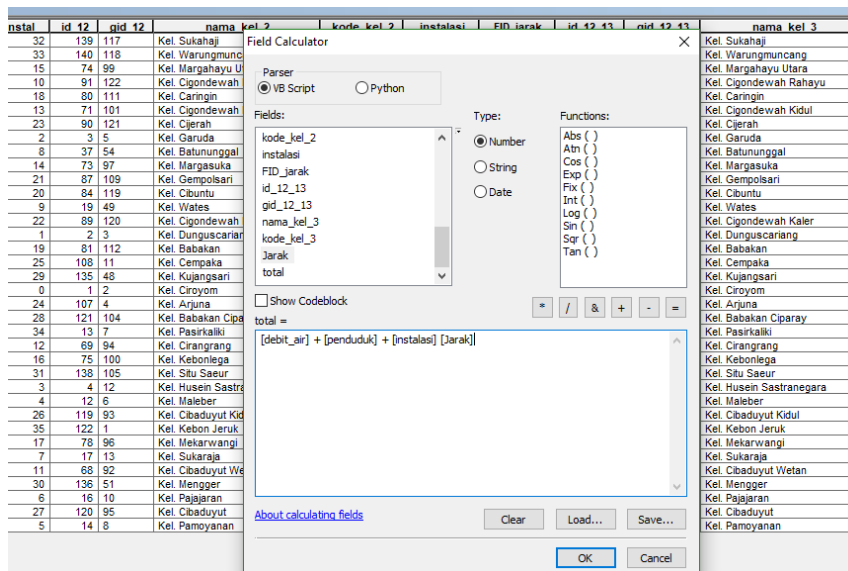 nstal id_12 gid_12 nama_kel_2 kode_kel_2 instalasi FID_jarak id_12_13 gid_12_13 nama_kel_3
32 139 117 Kel. Sukahaji Field Calculator Kel. Sukahaji
33 140 118 Kel. Warungmunc Kel. Warungmuncang
15 74 99 Kel. Margahayu U Parser Kel. Margahayu Utara
10 91 122 Kel. Cigondewah VB Script Python Kel. Cigondewah Rahayu
18 80 111 Kel. Caringin Kel. Caringin
13 71 101 Kel. Cigondewah Fields: Type: Functions: Kel. Cigondewah Kidul
23 90 121 Kel. Cijerah kode_kel_2 Number Abs ( ) Kel. Cijerah
2 3 5 Kel. Garuda instalasi Atn ( ) Kel. Garuda
8 37 54 Kel. Batununggal FID_jarak String Cos ( ) Kel. Batununggal
14 73 97 Kel. Margasuka id_12_13 Exp ( ) Kel. Margasuka
21 87 109 Kel. Gempolsari gid_12_13 Date Fix ( ) Kel. Gempolsari
20 84 119 Kel. Cibuntu nama_kel_3 Int ( ) Kel. Cibuntu
9 19 49 Kel. Wates kode_kel_3 Log ( ) Kel. Wates
22 89 120 Kel. Cigondewah Jarak Sin ( ) Kel. Cigondewah Kaler
1 2 3 Kel. Dunguscariar total Sqr ( ) Kel. Dunguscariang
19 81 112 Kel. Babakan Tan ( ) Kel. Babakan
25 108 11 Kel. Cempaka Kel. Cempaka
29 135 48 Kel. Kujangsari Show Codeblock * / & + - = Kel. Kujangsari
0 1 2 Kel. Ciroyom Kel. Ciroyom
24 107 4 Kel. Arjuna total = Kel. Arjuna
28 121 104 Kel. Babakan Cipa [debit_air] + [penduduk] + [instalasi] [Jarak] Kel. Babakan Ciparay
34 13 7 Kel. Pasirkaliki Kel. Pasirkaliki
12 69 94 Kel. Cirangrang Kel. Cirangrang
16 75 100 Kel. Kebonlega Kel. Kebonlega
31 138 105 Kel. Situ Saeur Kel. Situ Saeur
3 4 12 Kel. Husein Sastra Kel. Husein Sastranegara
4 12 6 Kel. Maleber Kel. Maleber
26 119 93 Kel. Cibaduyut Kid Kel. Cibaduyut Kidul
35 122 1 Kel. Kebon Jeruk Kel. Kebon Jeruk
17 78 96 Kel. Mekarwangi Kel. Mekarwangi
7 17 13 Kel. Sukaraja Kel. Sukaraja
11 68 92 Kel. Cibaduyut We Kel. Cibaduyut Wetan
30 136 51 Kel. Mengger Kel. Mengger
6 16 10 Kel. Pajajaran About calculating fields Clear Load... Save... Kel. Pajajaran
27 120 95 Kel. Cibaduyut Kel. Cibaduyut
5 14 8 Kel. Pamoyanan Kel. Pamoyanan
OK Cancel